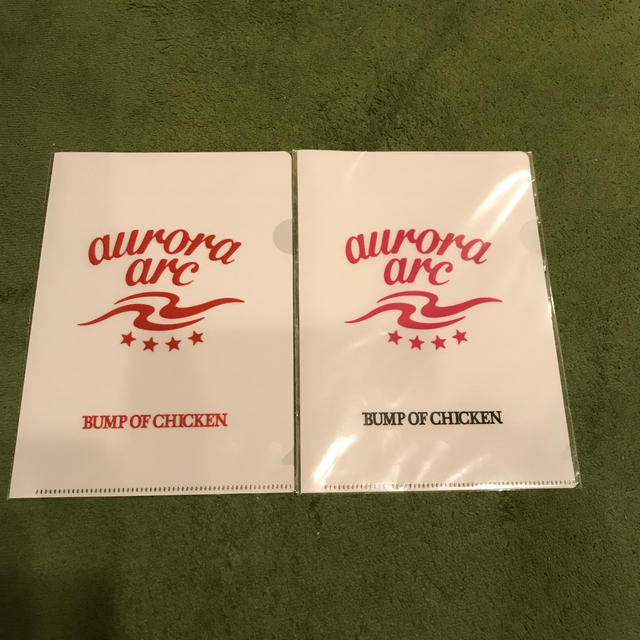 aurora
arc
BUMP OF CHICKEN
aurora
arc
BUMP OF CHICKEN